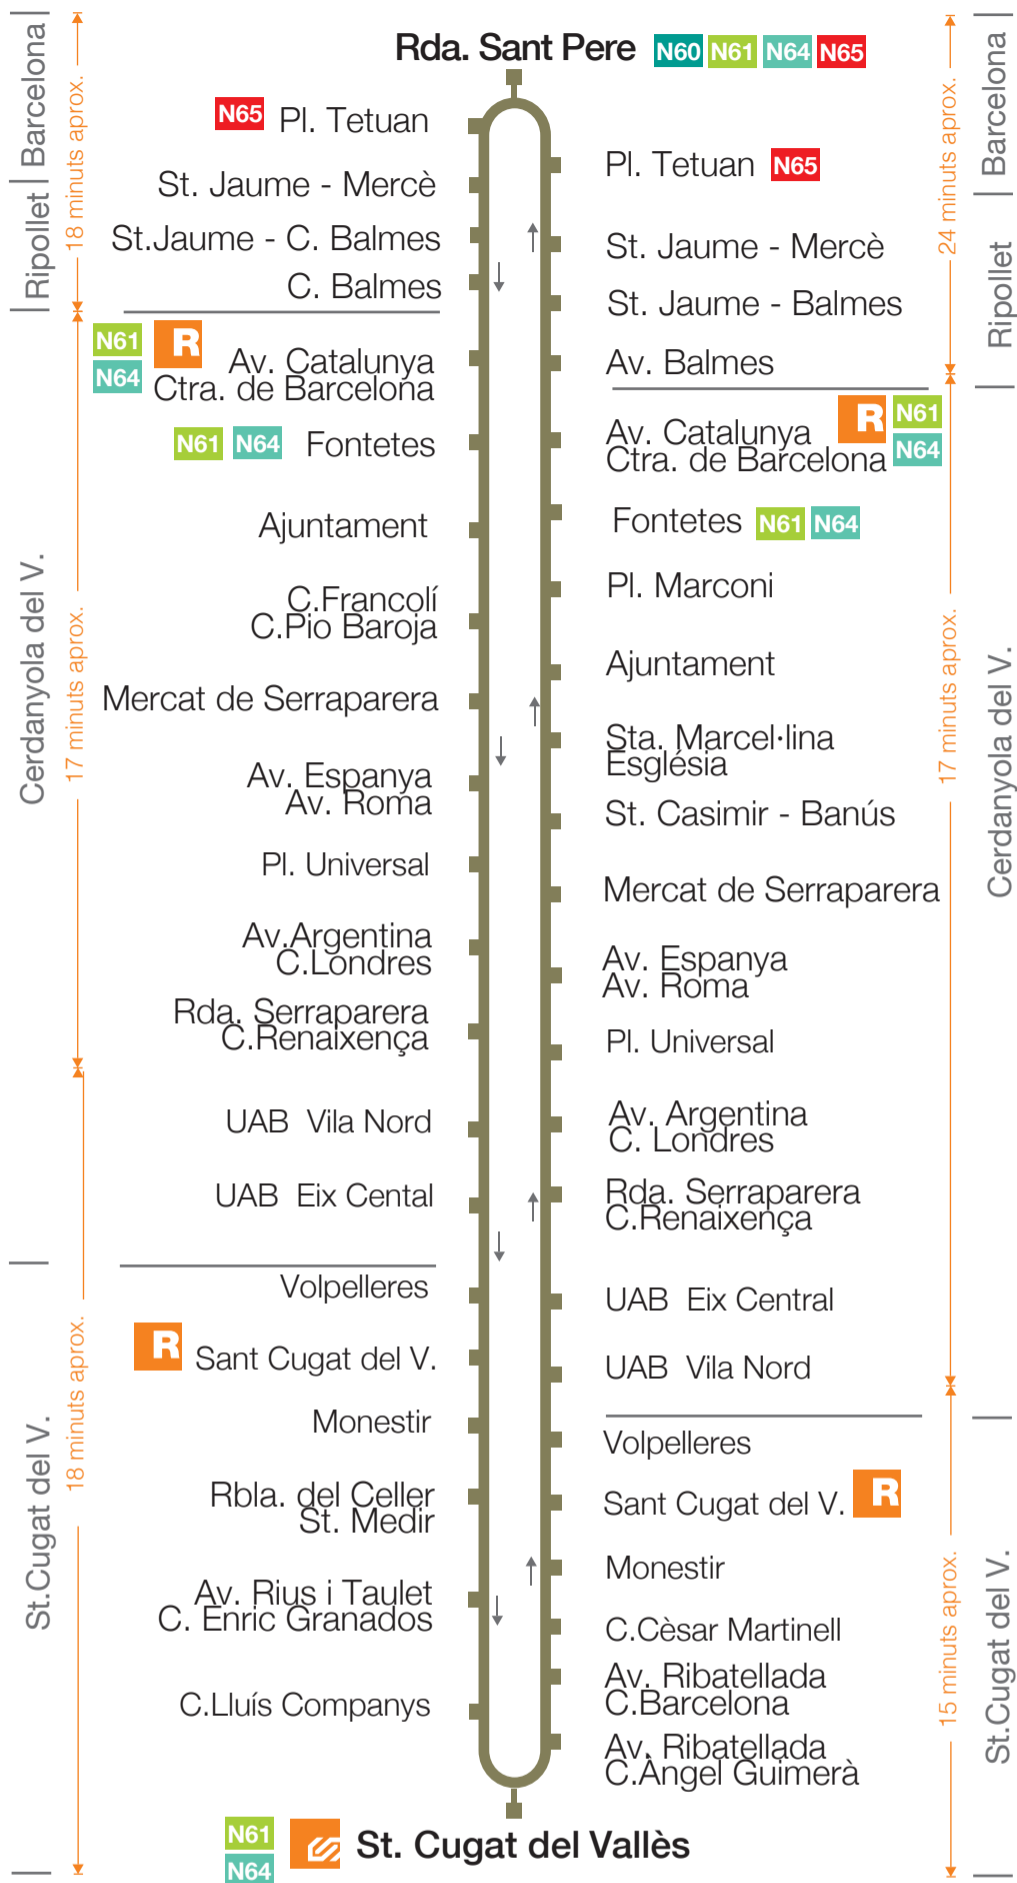 Rda. Sant Pere N60 N61 N64 N65
Barcelona
Ripollet
18 minuts aprox.
N65 Pl. Tetuan
St. Jaume - Mercè
St.Jaume - C. Balmes
C. Balmes
Cerdanyola del V.
17 minuts aprox.
N61 R Av. Catalunya
N64 Ctra. de Barcelona
N61 N64 Fontetes
Ajuntament
C.Francolí
C.Pio Baroja
Mercat de Serraparera
Av. Espanya
Av. Roma
Pl. Universal
Av.Argentina
C.Londres
Rda. Serraparera
C.Renaixença
UAB Vila Nord
UAB Eix Cental
St.Cugat del V.
18 minuts aprox.
Volpelleres
R Sant Cugat del V.
Monestir
Rbla. del Celler
St. Medir
Av. Rius i Taulet
C. Enric Granados
C.Lluís Companys
Barcelona
Ripollet
24 minuts aprox.
Pl. Tetuan N65
St. Jaume - Mercè
St. Jaume - Balmes
Av. Balmes
Cerdanyola del V.
17 minuts aprox.
Av. Catalunya R N61
Ctra. de Barcelona N64
Fontetes N61 N64
Pl. Marconi
Ajuntament
Sta. Marcel·lina
Església
St. Casimir - Banús
Mercat de Serraparera
Av. Espanya
Av. Roma
Pl. Universal
Av. Argentina
C. Londres
Rda. Serraparera
C.Renaixença
UAB Eix Central
UAB Vila Nord
St.Cugat del V.
15 minuts aprox.
Volpelleres
Sant Cugat del V. R
Monestir
C.Cèsar Martinell
Av. Ribatellada
C.Barcelona
Av. Ribatellada
C.Àngel Guimerà
N61 St. Cugat del Vallès
N64